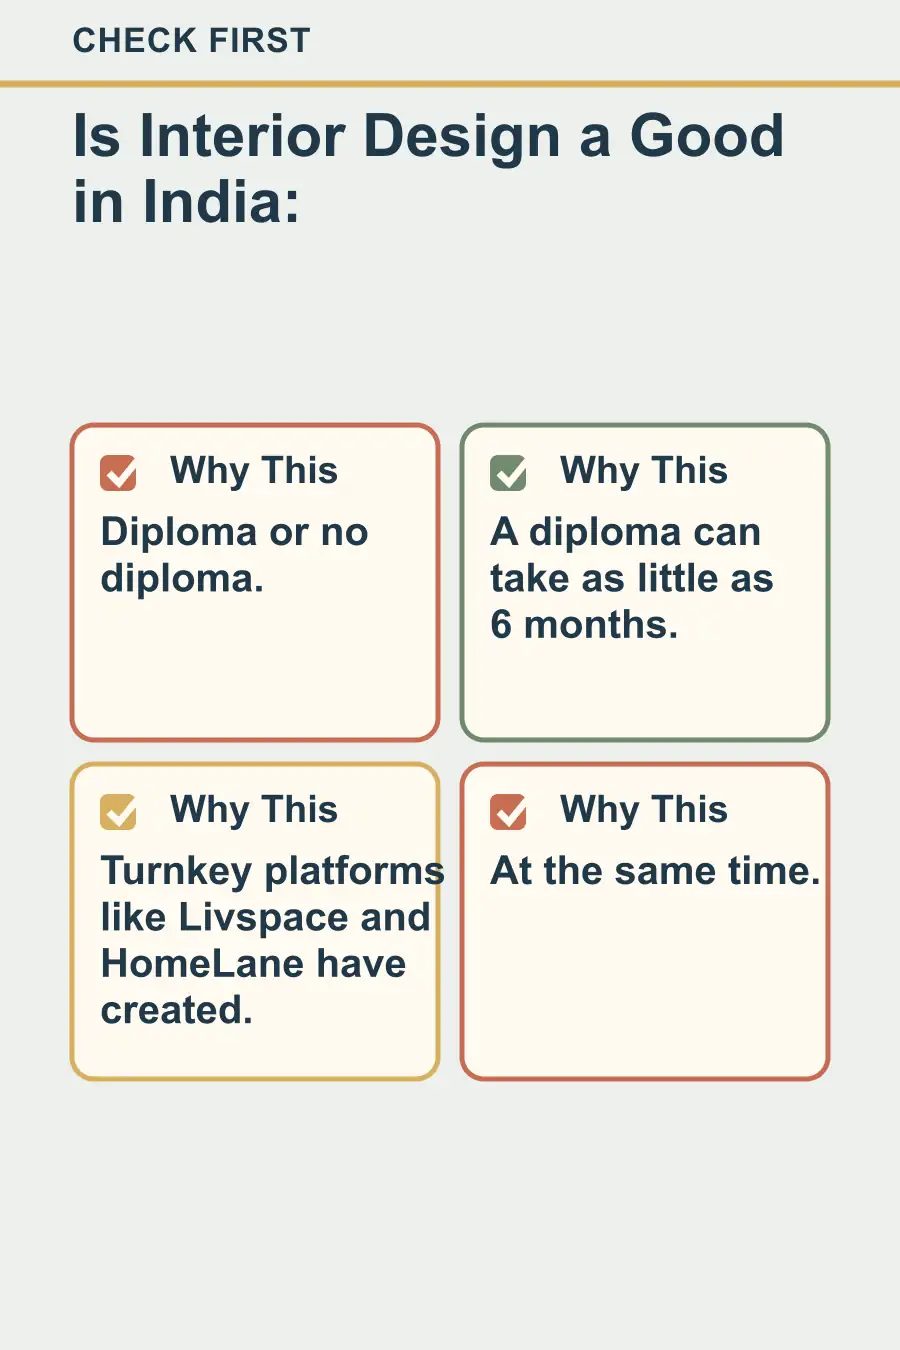 CHECK FIRST
Is Interior Design a Good
in India:
Why This
Diploma or no
diploma.
Why This
A diploma can
take as little as
6 months.
Why This
Turnkey platforms
like Livspace and
HomeLane have
created.
Why This
At the same time.